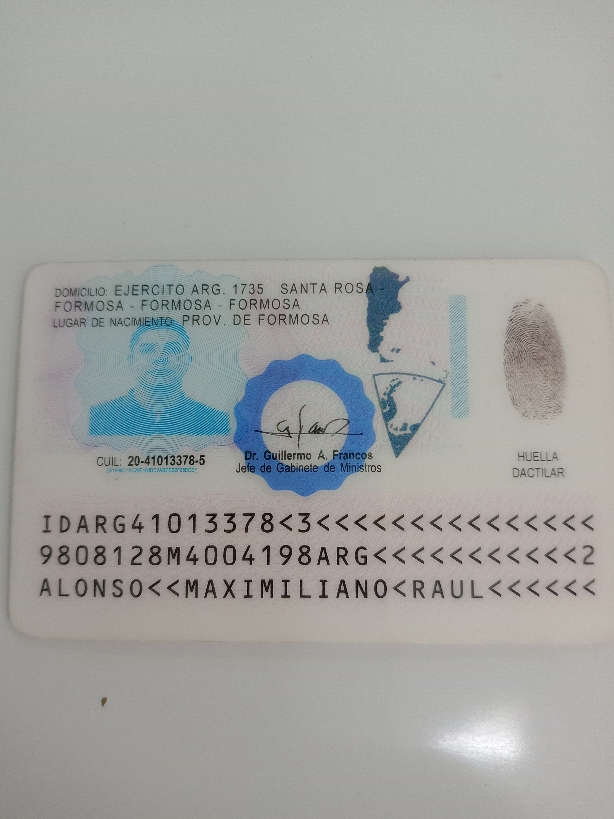 DOMICILIO: EJERCITO ARG. 1735 SANTA ROSA -
FORMOSA - FORMOSA - FORMOSA
LUGAR DE NACIMIENTO: PROV. DE FORMOSA
CUIL: 20-41013378-5
Dr. Guillermo A. Francos
Jefe de Gabinete de Ministros
HUELLA
DACTILAR
IDARG41013378<3<<<<<<<<<<<<<<<
9808128M4004198ARG<<<<<<<<<<<2
ALONSO<<MAXIMILIANO<RAUL<<<<<<